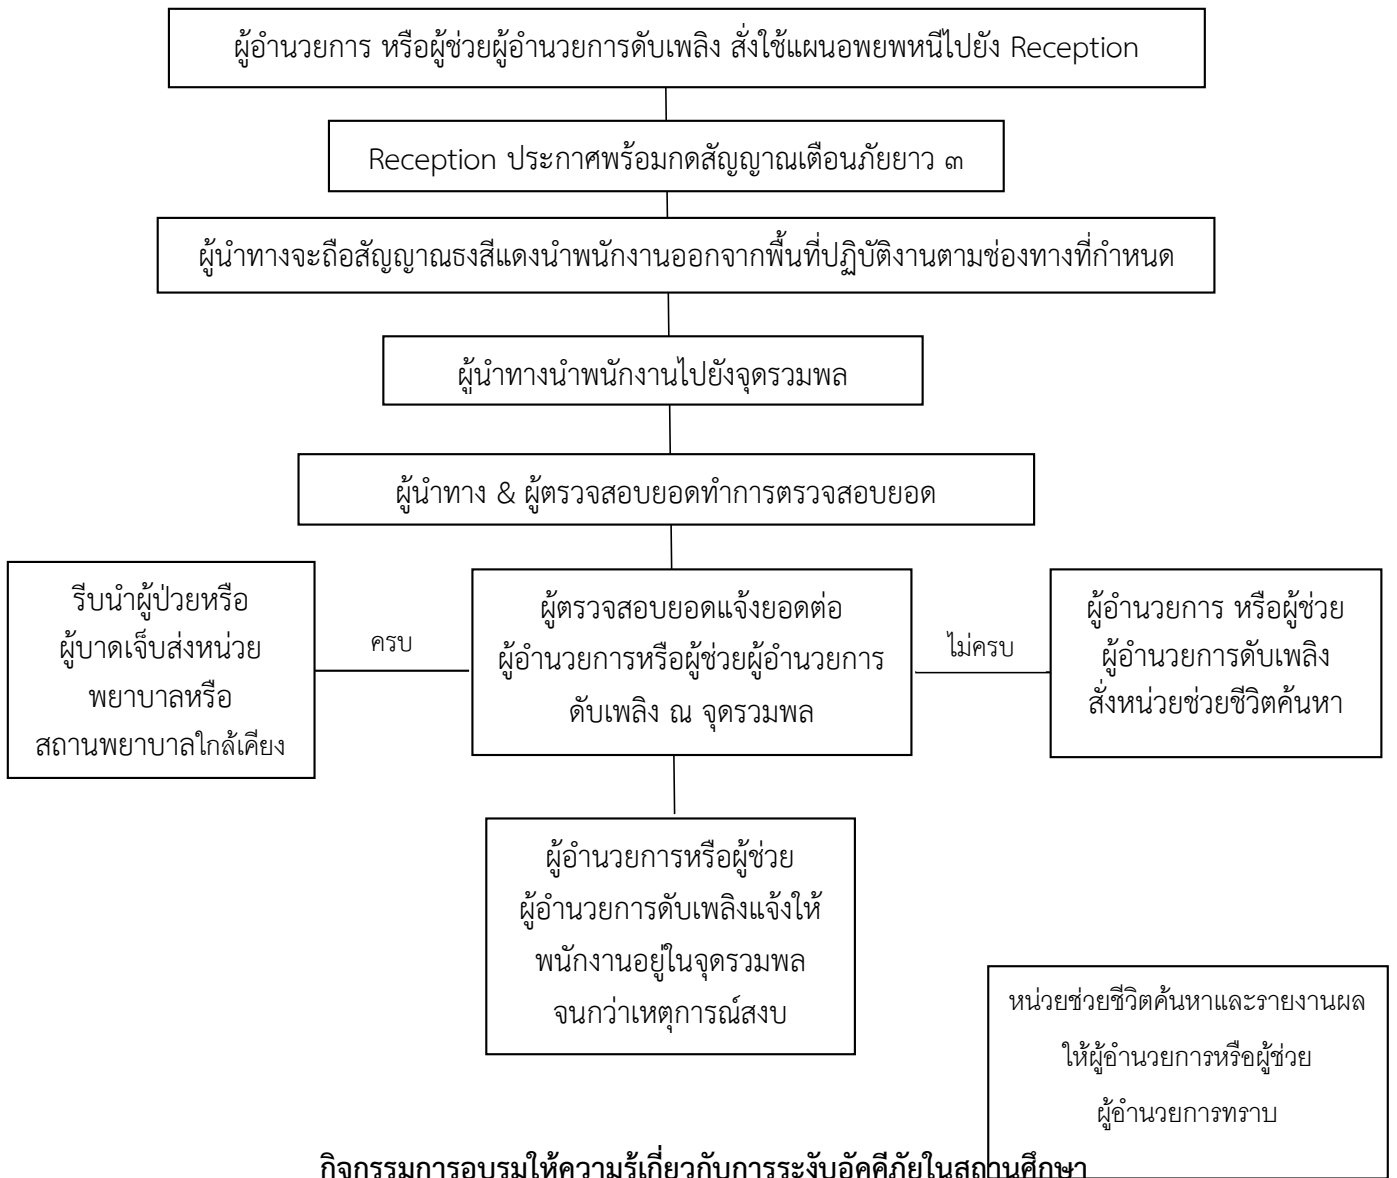 ผู้อำนวยการ หรือผู้ช่วยผู้อำนวยการดับเพลิง สั่งใช้แผนอพยพหนีไปยัง Reception
Reception ประกาศพร้อมกดสัญญาณเตือนภัยยาว ๓
ผู้นำทางจะถือสัญญาณธงสีแดงนำพนักงานออกจากพื้นที่ปฏิบัติงานตามช่องทางที่กำหนด
ผู้นำทางนำพนักงานไปยังจุดรวมพล
ผู้นำทาง & ผู้ตรวจสอบยอดทำการตรวจสอบยอด
รีบนำผู้ป่วยหรือ
ผู้บาดเจ็บส่งหน่วย
พยาบาลหรือ
สถานพยาบาลใกล้เคียง
ครบ
ผู้ตรวจสอบยอดแจ้งยอดต่อ
ผู้อำนวยการหรือผู้ช่วยผู้อำนวยการ
ดับเพลิง ณ จุดรวมพล
ไม่ครบ
ผู้อำนวยการ หรือผู้ช่วย
ผู้อำนวยการดับเพลิง
สั่งหน่วยช่วยชีวิตค้นหา
ผู้อำนวยการหรือผู้ช่วย
ผู้อำนวยการดับเพลิงแจ้งให้
พนักงานอยู่ในจุดรวมพล
จนกว่าเหตุการณ์สงบ
หน่วยช่วยชีวิตค้นหาและรายงานผล
ให้ผู้อำนวยการหรือผู้ช่วย
ผู้อำนวยการทราบ
กิจกรรมการอบรมให้ความรู้เกี่ยวกับการระงับอัคคีภัยในสถานศึกษา